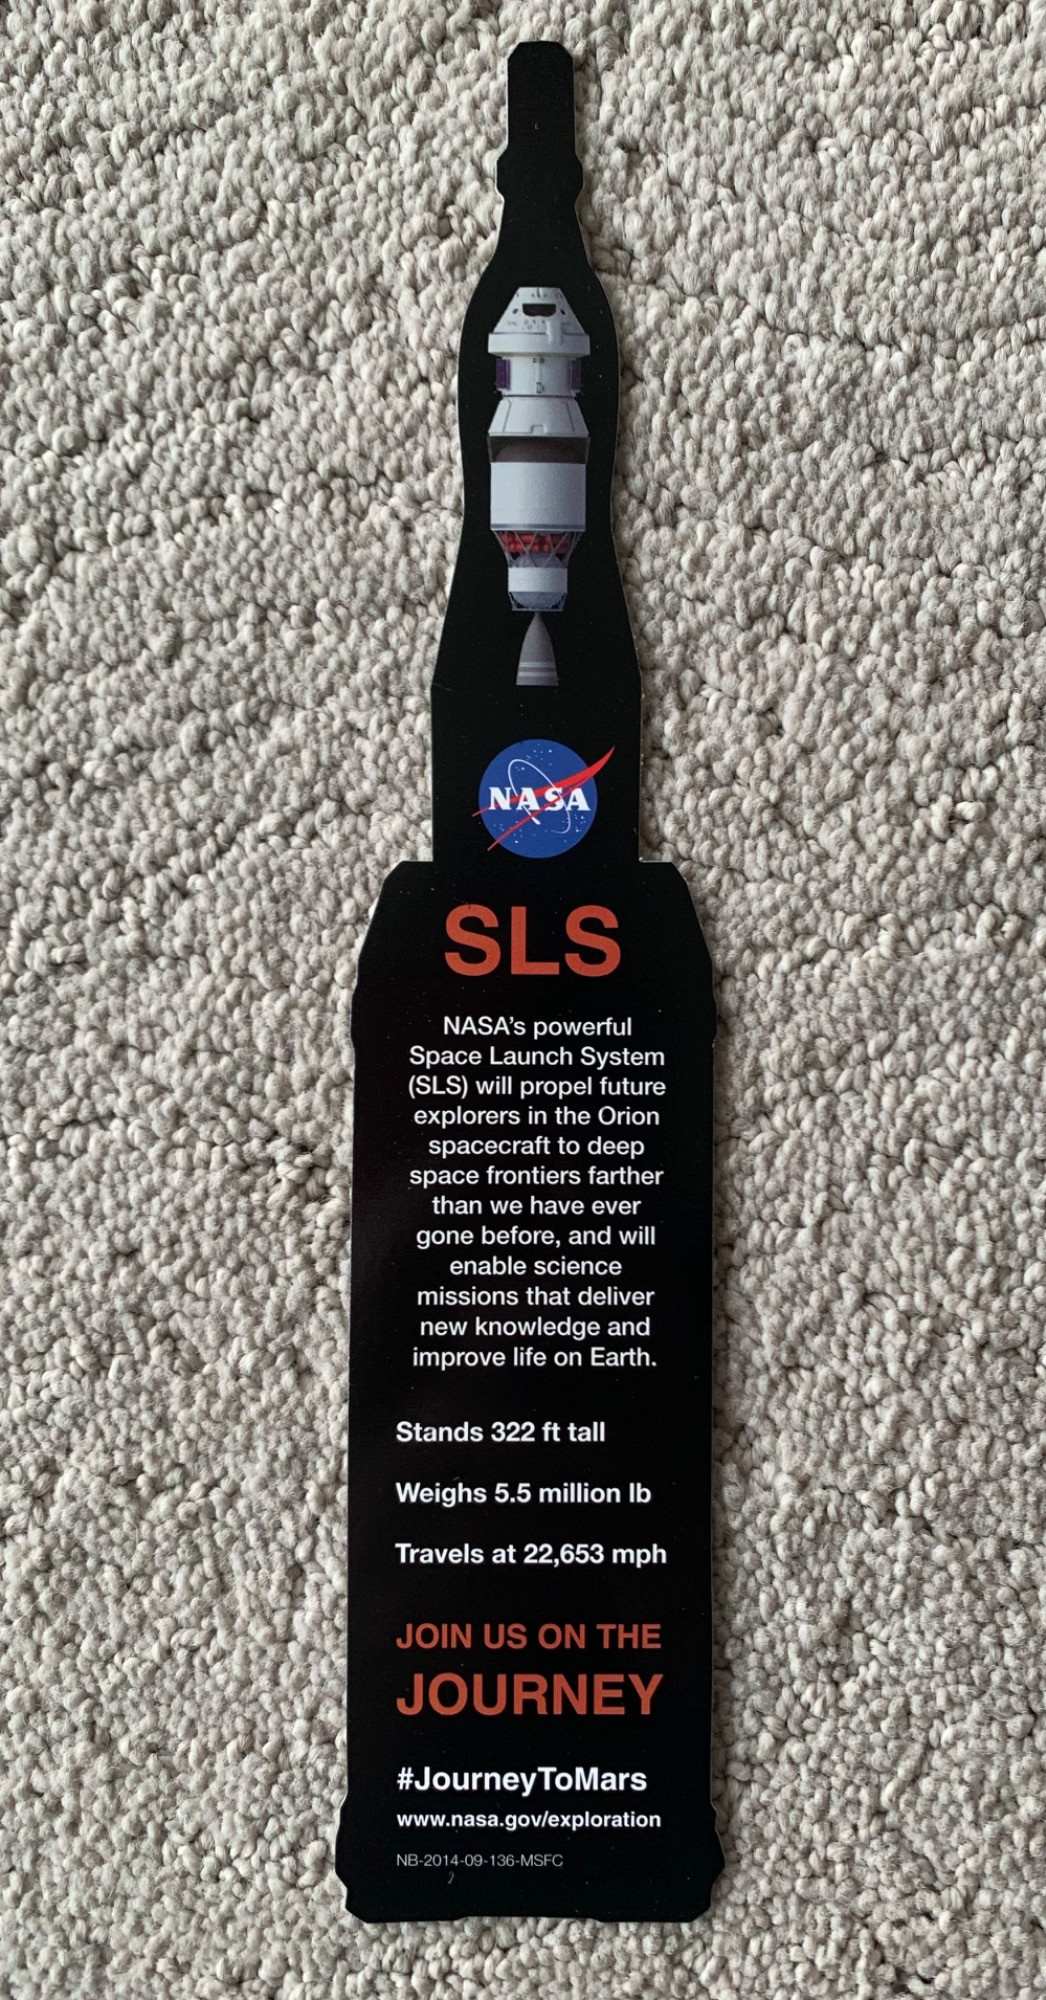 NASA
SLS
NASA's powerful
Space Launch System
(SLS) will propel future
explorers in the Orion
spacecraft to deep
space frontiers farther
than we have ever
gone before, and will
enable science
missions that deliver
new knowledge and
improve life on Earth.
Stands 322 ft tall
Weighs 5.5 million lb
Travels at 22,653 mph
JOIN US ON THE
JOURNEY
#JourneyToMars
www.nasa.gov/exploration
NB-2014-09-136-MSFC